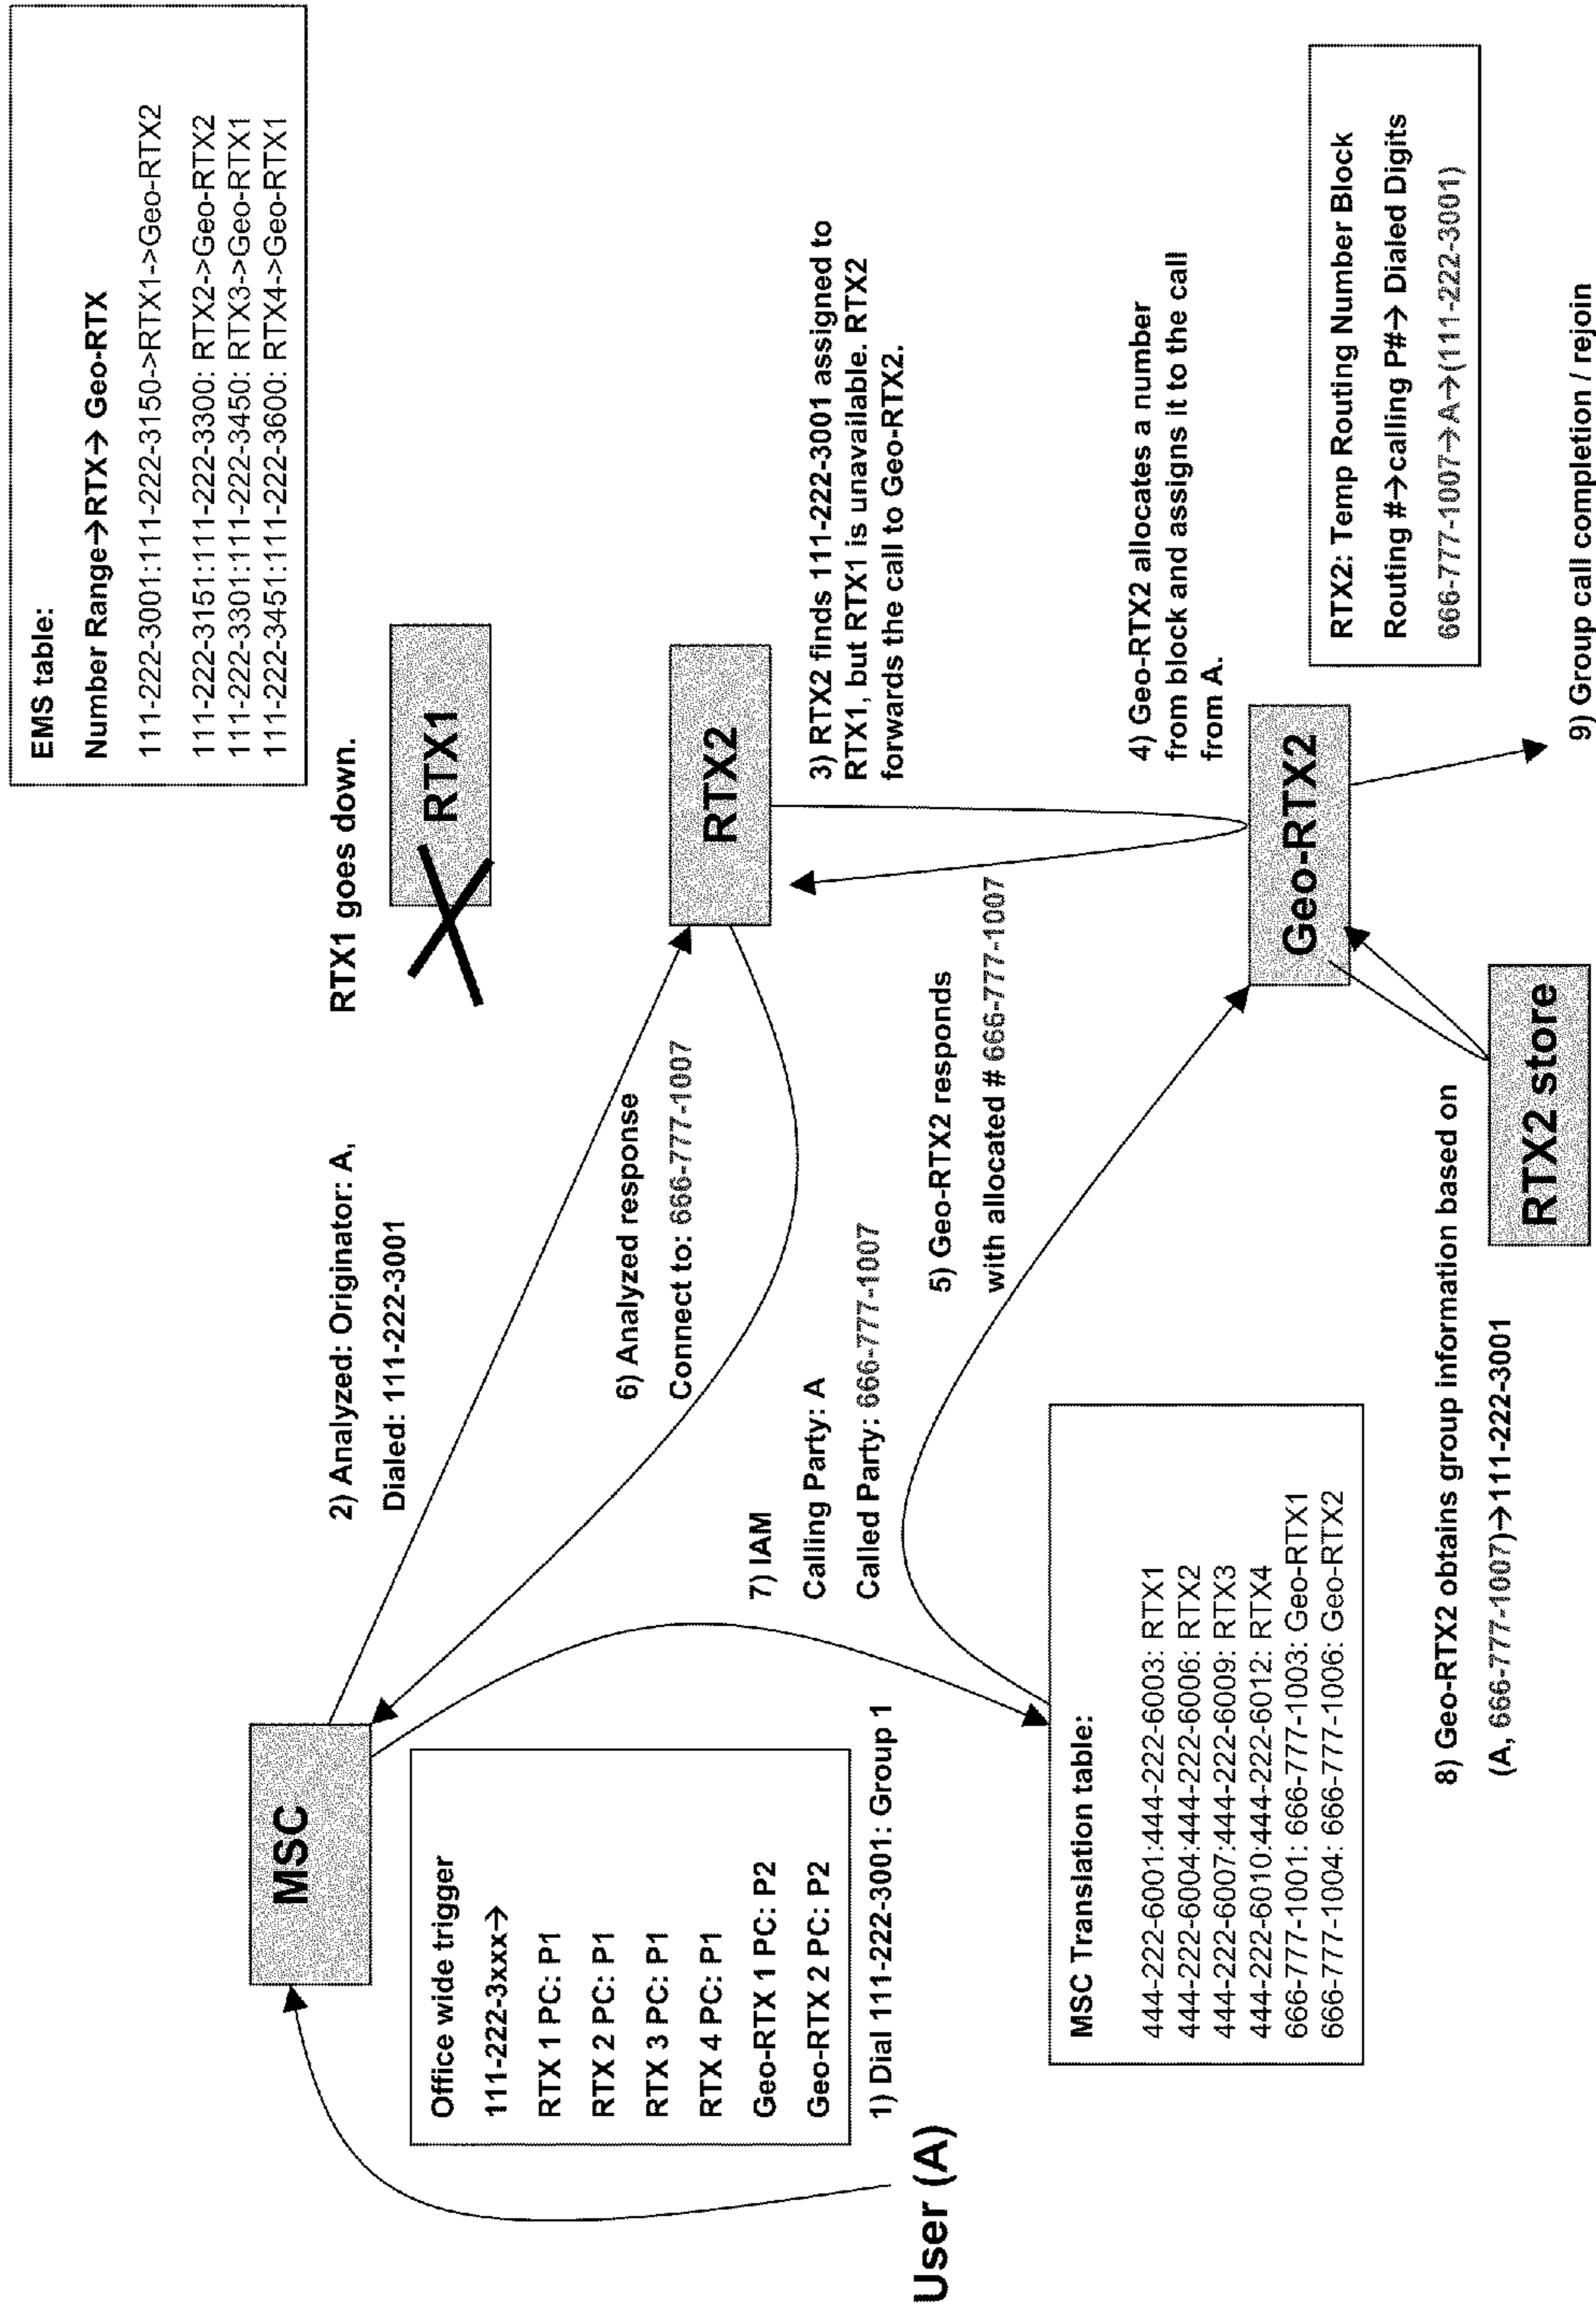 EMS table:
Number Range→RTX→ Geo-RTX
111-222-3001:111-222-3150->RTX1->Geo-RTX2
111-222-3151:111-222-3300: RTX2->Geo-RTX2
111-222-3301:111-222-3450: RTX3->Geo-RTX1
111-222-3451:111-222-3600: RTX4->Geo-RTX1
RTX1 goes down.
RTX1
MSC
2) Analyzed: Originator: A,
Dialed: 111-222-3001
Office wide trigger
111-222-3xxx→
RTX 1 PC: P1
RTX 2 PC: P1
RTX 3 PC: P1
RTX 4 PC: P1
Geo-RTX 1 PC: P2
Geo-RTX 2 PC: P2
1) Dial 111-222-3001: Group 1
User (A)
RTX2
3) RTX2 finds 111-222-3001 assigned to
RTX1, but RTX1 is unavailable. RTX2
forwards the call to Geo-RTX2.
6) Analyzed response
Connect to: 666-777-1007
7) IAM
Calling Party: A
Called Party: 666-777-1007
5) Geo-RTX2 responds
with allocated # 666-777-1007
4) Geo-RTX2 allocates a number
from block and assigns it to the call
from A.
MSC Translation table:
444-222-6001:444-222-6003: RTX1
444-222-6004:444-222-6006: RTX2
444-222-6007:444-222-6009: RTX3
444-222-6010:444-222-6012: RTX4
666-777-1001: 666-777-1003: Geo-RTX1
666-777-1004: 666-777-1006: Geo-RTX2
Geo-RTX2
RTX2: Temp Routing Number Block
Routing #→calling P#→ Dialed Digits
666-777-1007→A→(111-222-3001)
8) Geo-RTX2 obtains group information based on
(A, 666-777-1007)→111-222-3001
RTX2 store
9) Group call completion / rejoin